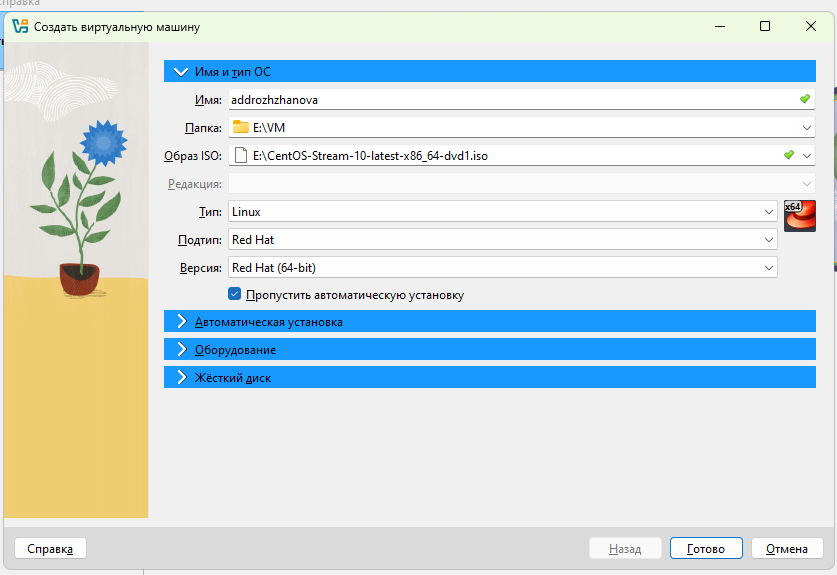 справка
Создать виртуальную машину
Имя и тип ОС
Имя: addrozhzhanova
Папка: E:\VM
Образ ISO: E:\CentOS-Stream-10-latest-x86_64-dvd1.iso
Редакция:
Тип: Linux
x64
Подтип: Red Hat
Версия: Red Hat (64-bit)
Пропустить автоматическую установку
Автоматическая установка
Оборудование
Жёсткий диск
Справка Назад Готово Отмена